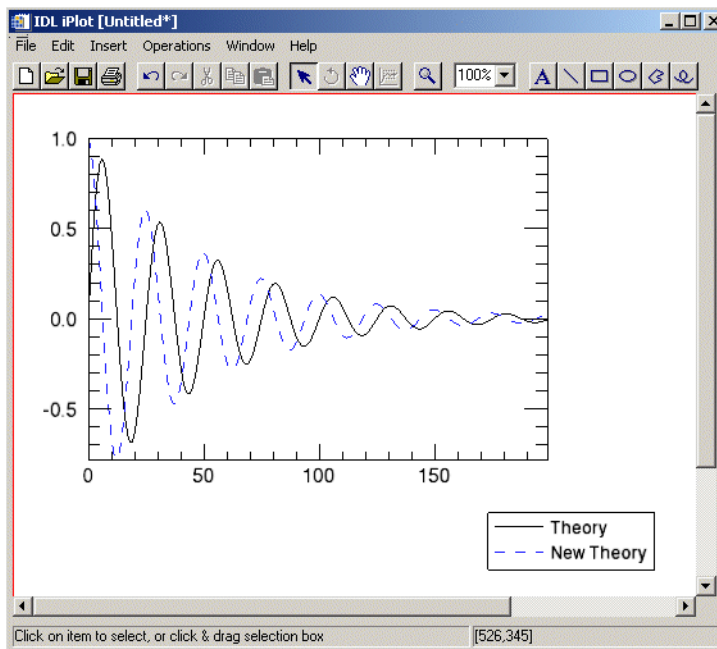 IDL iPlot [Untitled*]
File Edit Insert Operations Window Help
100% A
1.0
0.5
0.0
-0.5
0 50 100 150
Theory
New Theory
Click on item to select, or click & drag selection box [526,345]